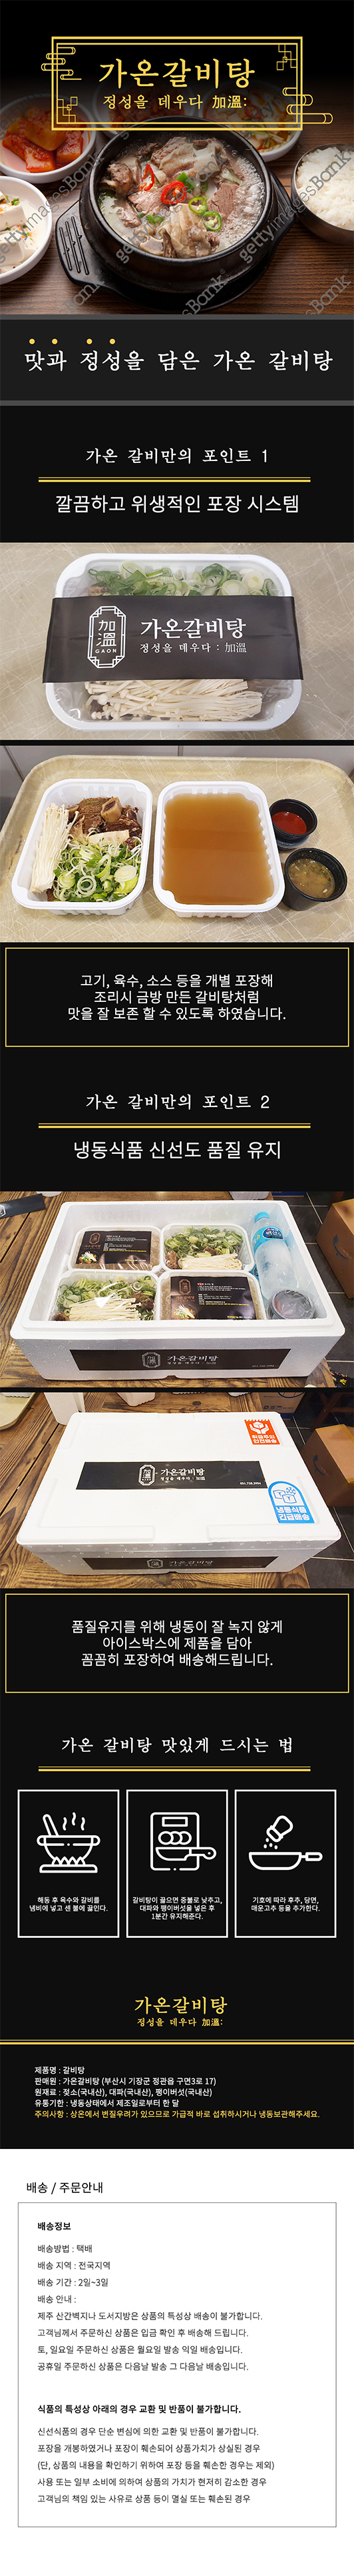 가온갈비탕
정성을 데우다 加溫:
gettyimagesBank
맛과 정성을 담은 가온 갈비탕
가온 갈비만의 포인트 1
깔끔하고 위생적인 포장 시스템
加溫
GAON
가온갈비탕
정성을 데우다 : 加溫
고기, 육수, 소스 등을 개별 포장해
조리시 금방 만든 갈비탕처럼
맛을 잘 보존 할 수 있도록 하였습니다.
가온 갈비만의 포인트 2
냉동식품 신선도 품질 유지
가온갈비탕
정성을 데우다 : 加溫
가온갈비탕
정성을 데우다 : 加溫
냉동식품
긴급배송
가온갈비탕
품질유지를 위해 냉동이 잘 녹지 않게
아이스박스에 제품을 담아
꼼꼼히 포장하여 배송해드립니다.
가온 갈비탕 맛있게 드시는 법
해동 후 육수와 갈비를
냄비에 넣고 센 불에 끓인다.
갈비탕이 끓으면 중불로 낮추고,
대파와 팽이버섯을 넣은 후
1분간 유지해준다.
기호에 따라 후추, 당면,
매운고추 등을 추가한다.
가온갈비탕
정성을 데우다 加溫:
제품명 : 갈비탕
판매원 : 가온갈비탕 (부산시 기장군 정관읍 구연3로 17)
원재료 : 젖소(국내산), 대파(국내산), 팽이버섯(국내산)
유통기한 : 냉동상태에서 제조일로부터 한 달
주의사항 : 상온에서 변질우려가 있으므로 가급적 바로 섭취하시거나 냉동보관해주세요.
배송 / 주문안내
배송정보
배송방법 : 택배
배송 지역 : 전국지역
배송 기간 : 2일~3일
배송 안내 :
제주 산간벽지나 도서지방은 상품의 특성상 배송이 불가합니다.
고객님께서 주문하신 상품은 입금 확인 후 배송해 드립니다.
토, 일요일 주문하신 상품은 월요일 발송 익일 배송입니다.
공휴일 주문하신 상품은 다음날 발송 그 다음날 배송입니다.
식품의 특성상 아래의 경우 교환 및 반품이 불가합니다.
신선식품의 경우 단순 변심에 의한 교환 및 반품이 불가합니다.
포장을 개봉하였거나 포장이 훼손되어 상품가치가 상실된 경우
(단, 상품의 내용을 확인하기 위하여 포장 등을 훼손한 경우는 제외)
사용 또는 일부 소비에 의하여 상품의 가치가 현저히 감소한 경우
고객님의 책임 있는 사유로 상품 등이 멸실 또는 훼손된 경우